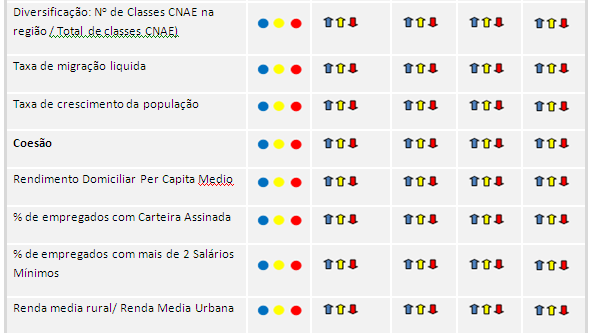 Diversificação: Nº de Classes CNAE na
região / Total de classes CNAE)
Taxa de migração liquida
Taxa de crescimento da população
Coesão
Rendimento Domiciliar Per Capita Medio
% de empregados com Carteira Assinada
% de empregados com mais de 2 Salários
Mínimos
Renda media rural/ Renda Media Urbana